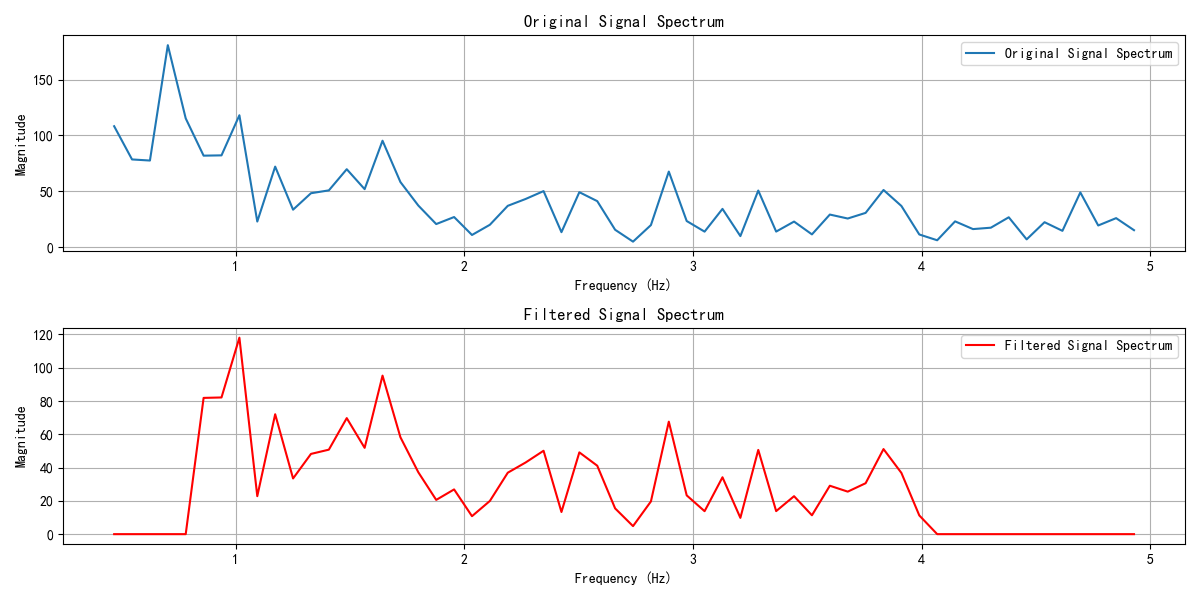 Original Signal Spectrum
Original Signal Spectrum
Magnitude
150
100
50
0
1 2 3 4 5
Frequency (Hz)
Filtered Signal Spectrum
Filtered Signal Spectrum
Magnitude
120
100
80
60
40
20
0
1 2 3 4 5
Frequency (Hz)